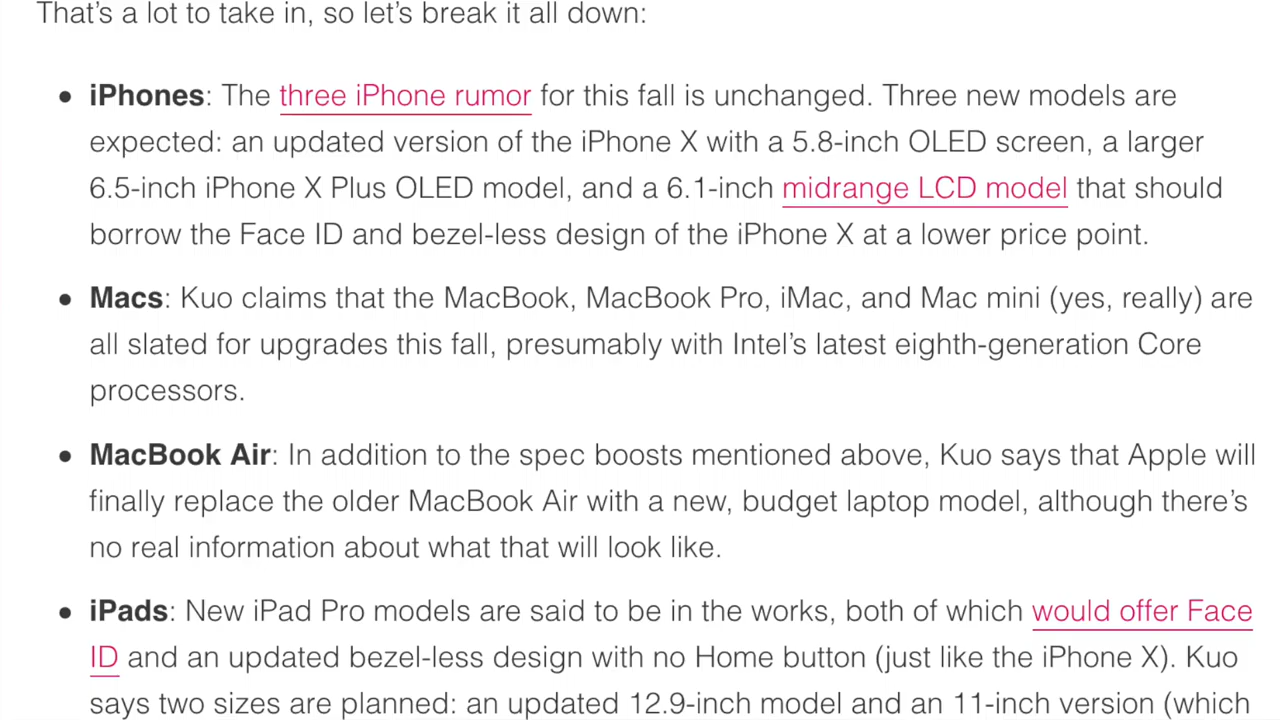 That's a lot to take in, so let's break it all down:
• iPhones: The three iPhone rumor for this fall is unchanged. Three new models are
expected: an updated version of the iPhone X with a 5.8-inch OLED screen, a larger
6.5-inch iPhone X Plus OLED model, and a 6.1-inch midrange LCD model that should
borrow the Face ID and bezel-less design of the iPhone X at a lower price point.
• Macs: Kuo claims that the MacBook, MacBook Pro, iMac, and Mac mini (yes, really) are
all slated for upgrades this fall, presumably with Intel's latest eighth-generation Core
processors.
• MacBook Air: In addition to the spec boosts mentioned above, Kuo says that Apple will
finally replace the older MacBook Air with a new, budget laptop model, although there's
no real information about what that will look like.
• iPads: New iPad Pro models are said to be in the works, both of which would offer Face
ID and an updated bezel-less design with no Home button (just like the iPhone X). Kuo
says two sizes are planned: an updated 12.9-inch model and an 11-inch version (which